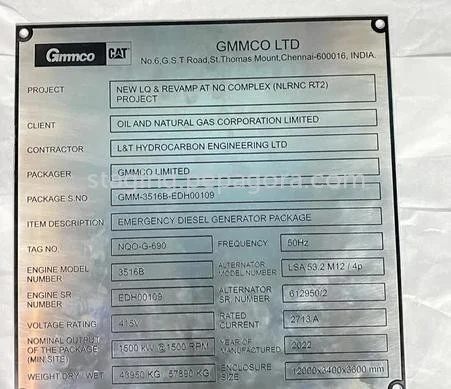 Gmmco CAT
GMMCO LTD
No.6,G.S.T Road,St.Thomas Mount,Chennai-600016, INDIA.
PROJECT NEW LQ & REVAMP AT NQ COMPLEX (NLRNC RT2)
PROJECT
CLIENT OIL AND NATURAL GAS CORPORATION LIMITED
CONTRACTOR L&T HYDROCARBON ENGINEERING LTD
PACKAGER GMMCO LIMITED
PACKAGE S.NO GMM-3516B-EDH00109
ITEM DESCRIPTION EMERGENCY DIESEL GENERATOR PACKAGE
TAG NO. NQO-G-690 FREQUENCY 50Hz
ENGINE MODEL NUMBER 3516B ALTERNATOR MODEL NUMBER LSA 53.2 M12 / 4p
ENGINE SR NUMBER EDH00109 ALTERNATOR SR. NUMBER 612950/2
VOLTAGE RATING 415V RATED CURRENT 2713 A
NOMINAL OUTPUT OF THE PACKAGE (MIN.SITE) 1500 kW @1500 RPM YEAR OF MANUFACTURED 2022
WEIGHT DRY / WET 48950 KG 57890 KG ENCLOSURE SIZE 12000x3400x3600 mm